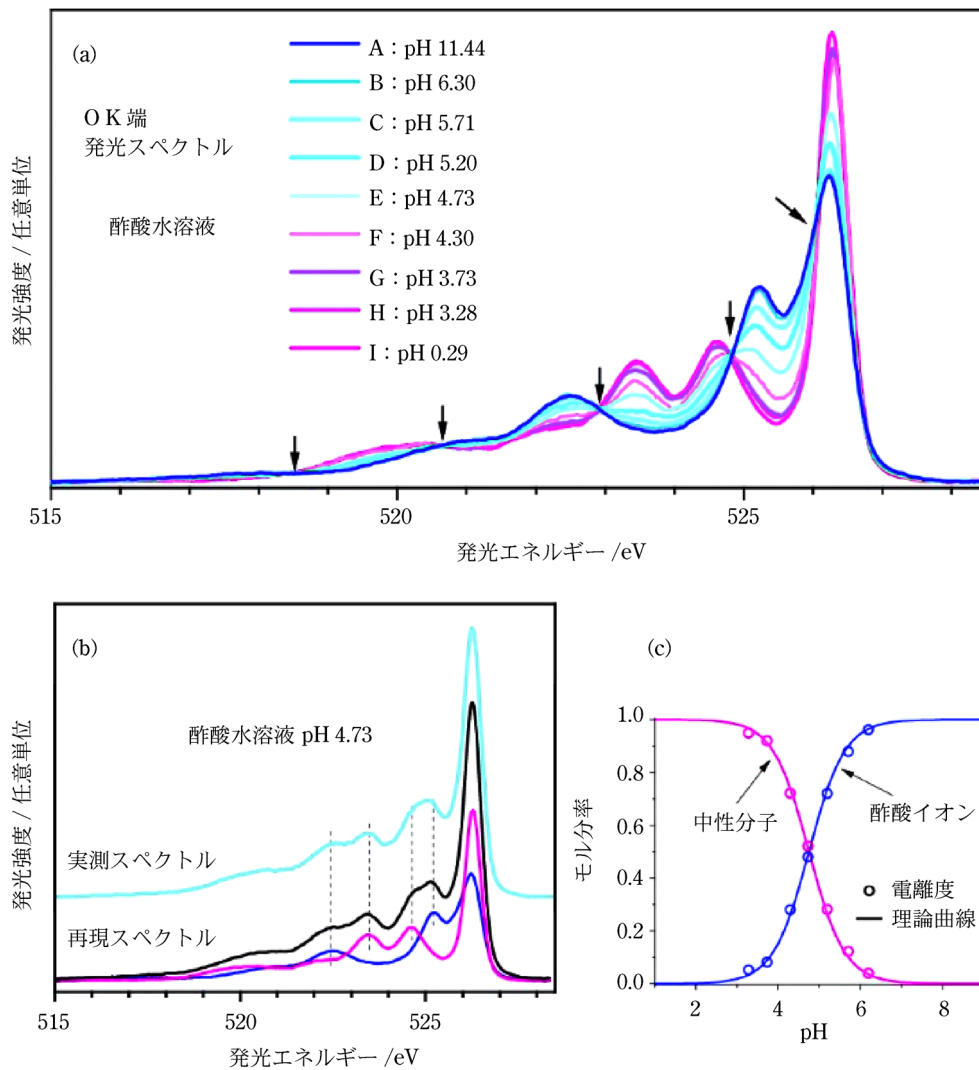 (a)
A：pH 11.44
B：pH 6.30
C：pH 5.71
D：pH 5.20
E：pH 4.73
F：pH 4.30
G：pH 3.73
H：pH 3.28
I：pH 0.29
O K 端
発光スペクトル
酢酸水溶液
発光強度 / 任意単位
515
520
525
発光エネルギー /eV
(b)
酢酸水溶液 pH 4.73
実測スペクトル
再現スペクトル
発光強度 / 任意単位
515
520
525
発光エネルギー /eV
(c)
1.0
0.8
0.6
0.4
0.2
0.0
モル分率
中性分子
酢酸イオン
電離度
理論曲線
2
4
6
8
pH